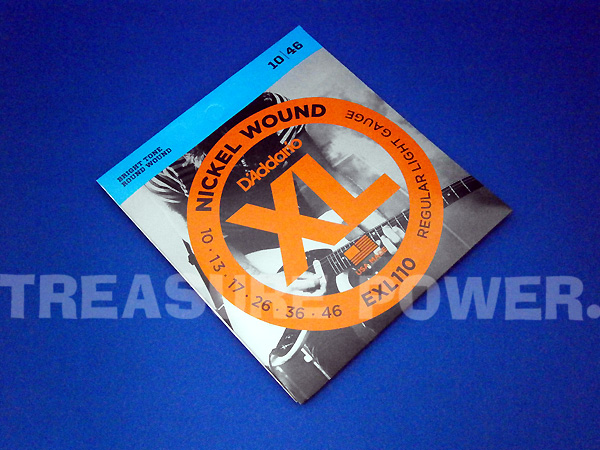 10|46
BRIGHT TONE
ROUND WOUND
NICKEL WOUND
REGULAR LIGHT GAUGE
D'Addario
XL
10 · 13 · 17 · 26 · 36 · 46
EXL110
TREASURE POWER.